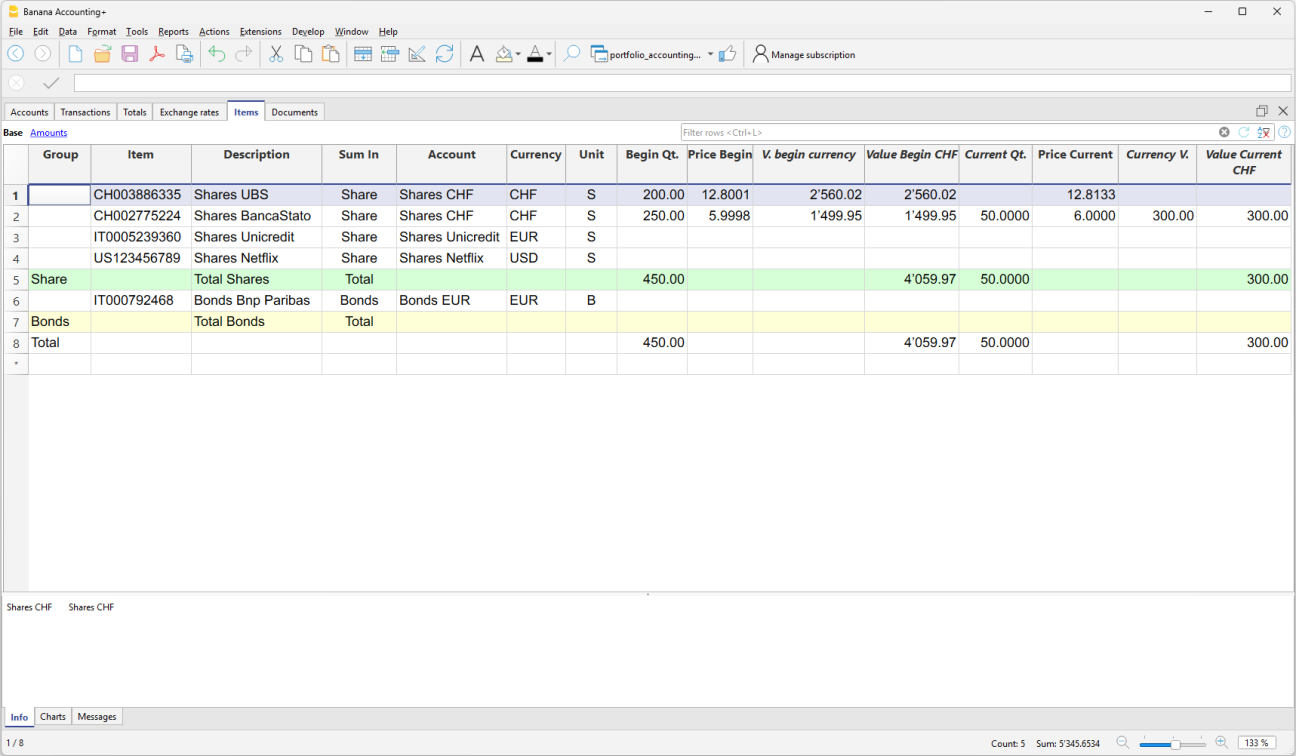 Banana Accounting+
File Edit Data Format Tools Reports Actions Extensions Develop Window Help
portfolio_accounting... Manage subscription
Accounts Transactions Totals Exchange rates Items Documents
Base Amounts Filter rows <Ctrl+L>
Group Item Description Sum In Account Currency Unit Begin Qt. Price Begin V. begin currency Value Begin CHF Current Qt. Price Current Currency V. Value Current
CHF
1 CH003886335 Shares UBS Share Shares CHF CHF S 200.00 12.8001 2'560.02 2'560.02 12.8133
2 CH002775224 Shares BancaStato Share Shares CHF CHF S 250.00 5.9998 1'499.95 1'499.95 50.0000 6.0000 300.00 300.00
3 IT0005239360 Shares Unicredit Share Shares Unicredit EUR S
4 US123456789 Shares Netflix Share Shares Netflix USD S
5 Share Total Shares Total 450.00 4'059.97 50.0000 300.00
6 IT000792468 Bonds Bnp Paribas Bonds Bonds EUR EUR B
7 Bonds Total Bonds Total
8 Total 450.00 4'059.97 50.0000 300.00
*
Shares CHF Shares CHF
Info Charts Messages
1 / 8 Count: 5 Sum: 5'345.6534 133 %